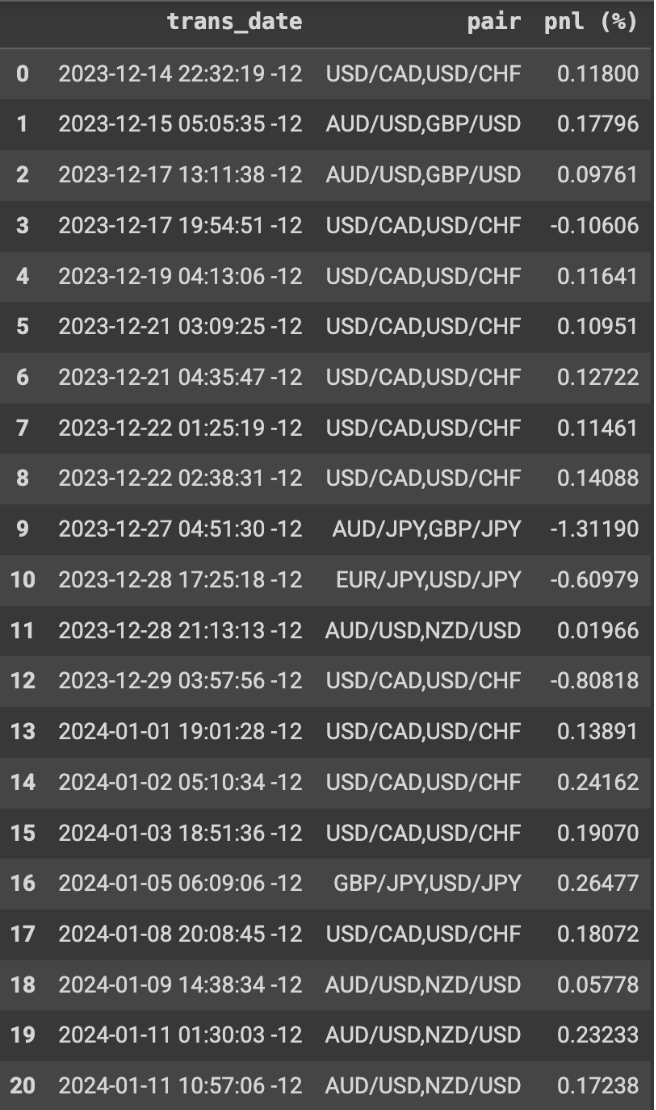 trans_date pair pnl (%)
0 2023-12-14 22:32:19 -12 USD/CAD,USD/CHF 0.11800
1 2023-12-15 05:05:35 -12 AUD/USD,GBP/USD 0.17796
2 2023-12-17 13:11:38 -12 AUD/USD,GBP/USD 0.09761
3 2023-12-17 19:54:51 -12 USD/CAD,USD/CHF -0.10606
4 2023-12-19 04:13:06 -12 USD/CAD,USD/CHF 0.11641
5 2023-12-21 03:09:25 -12 USD/CAD,USD/CHF 0.10951
6 2023-12-21 04:35:47 -12 USD/CAD,USD/CHF 0.12722
7 2023-12-22 01:25:19 -12 USD/CAD,USD/CHF 0.11461
8 2023-12-22 02:38:31 -12 USD/CAD,USD/CHF 0.14088
9 2023-12-27 04:51:30 -12 AUD/JPY,GBP/JPY -1.31190
10 2023-12-28 17:25:18 -12 EUR/JPY,USD/JPY -0.60979
11 2023-12-28 21:13:13 -12 AUD/USD,NZD/USD 0.01966
12 2023-12-29 03:57:56 -12 USD/CAD,USD/CHF -0.80818
13 2024-01-01 19:01:28 -12 USD/CAD,USD/CHF 0.13891
14 2024-01-02 05:10:34 -12 USD/CAD,USD/CHF 0.24162
15 2024-01-03 18:51:36 -12 USD/CAD,USD/CHF 0.19070
16 2024-01-05 06:09:06 -12 GBP/JPY,USD/JPY 0.26477
17 2024-01-08 20:08:45 -12 USD/CAD,USD/CHF 0.18072
18 2024-01-09 14:38:34 -12 AUD/USD,NZD/USD 0.05778
19 2024-01-11 01:30:03 -12 AUD/USD,NZD/USD 0.23233
20 2024-01-11 10:57:06 -12 AUD/USD,NZD/USD 0.17238